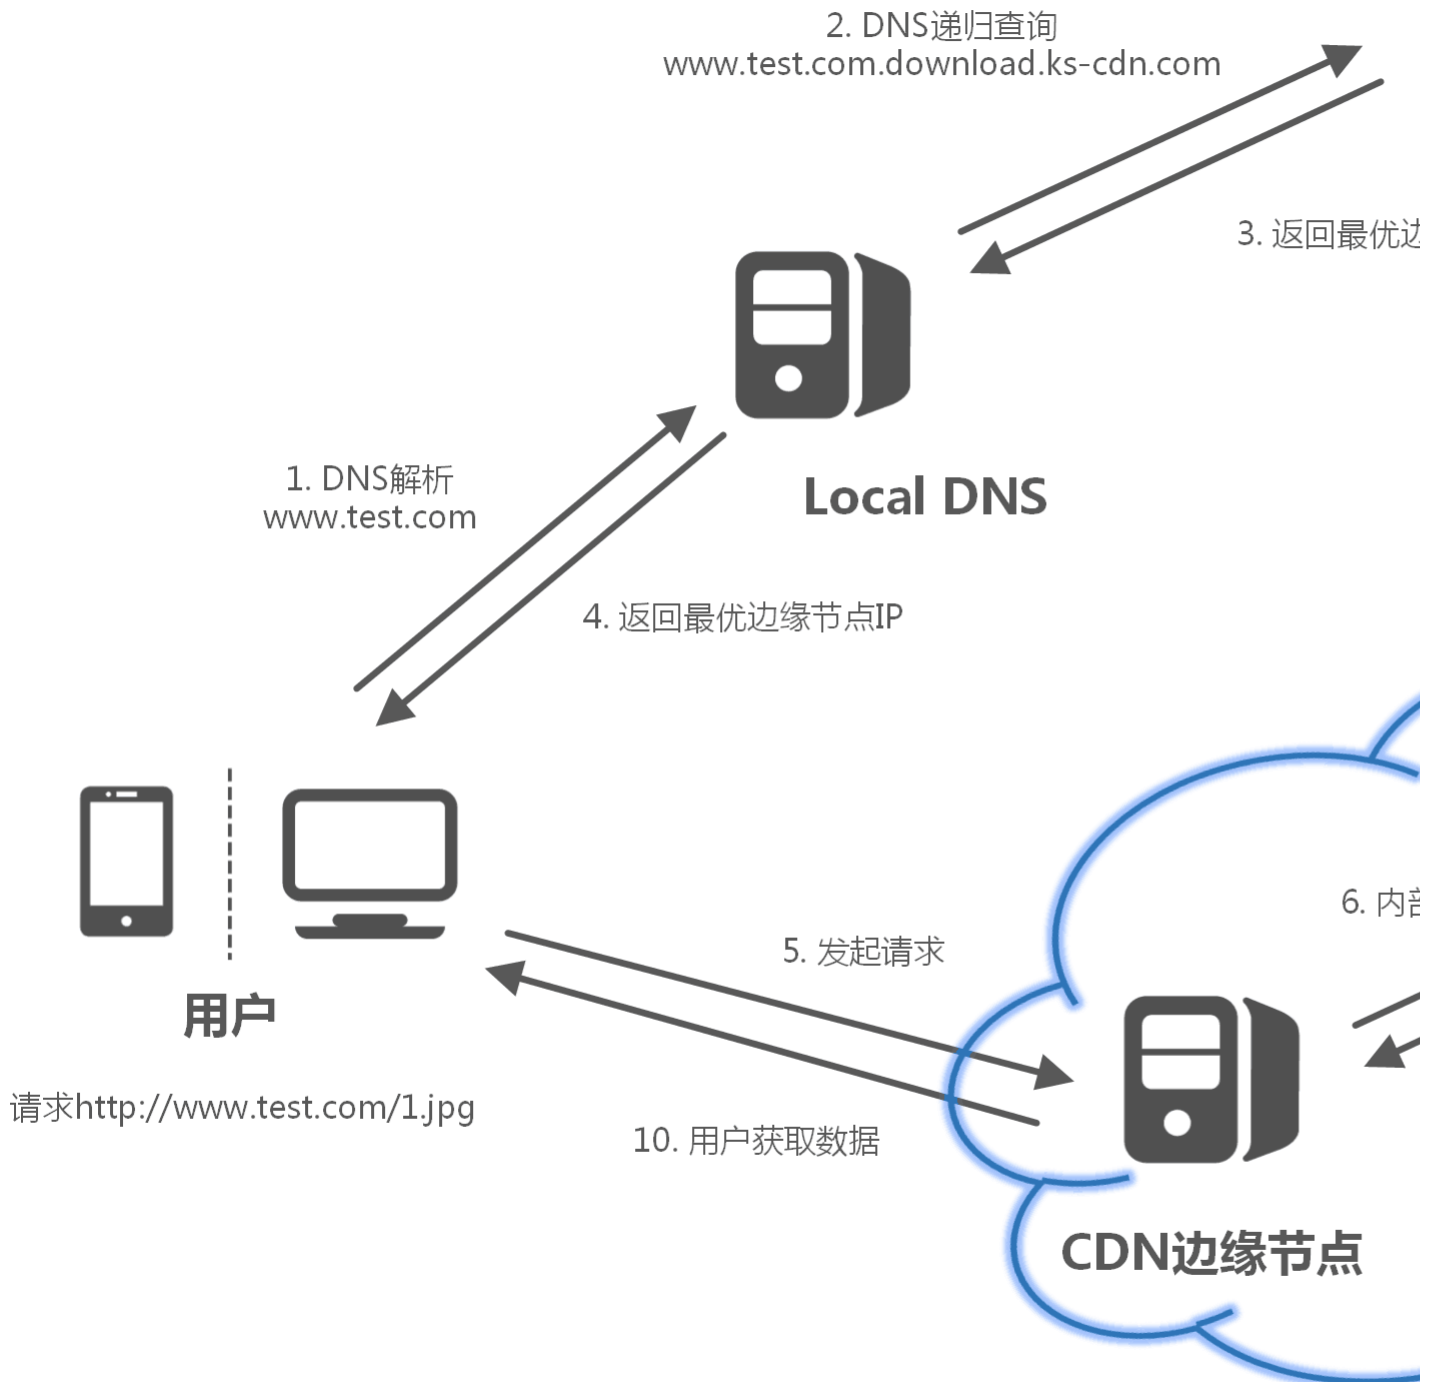 2. DNS递归查询
www.test.com.download.ks-cdn.com
3. 返回最优边
1. DNS解析
www.test.com
Local DNS
4. 返回最优边缘节点IP
6. 内
5. 发起请求
用户
请求http://www.test.com/1.jpg
10. 用户获取数据
CDN边缘节点